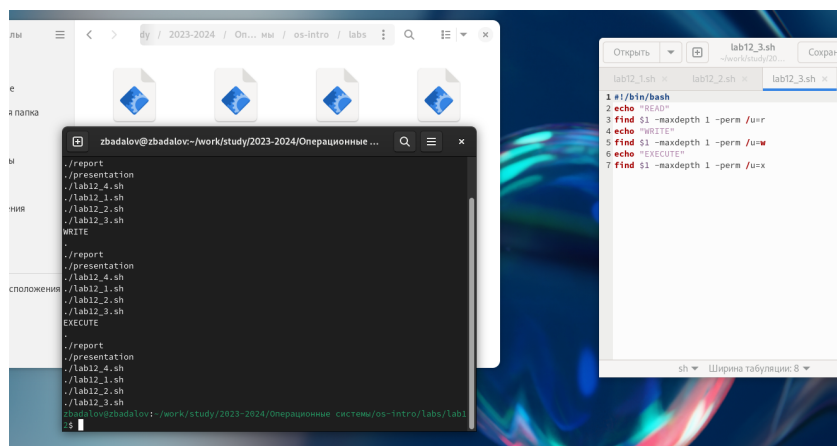 лы
dy / 2023-2024 / Оп... мы / os-intro / labs
е
я папка
ы
ения
сположения
zbadalov@zbadalov:~/work/study/2023-2024/Операционные ...
./report
./presentation
./lab12_4.sh
./lab12_1.sh
./lab12_2.sh
./lab12_3.sh
WRITE
.
./report
./presentation
./lab12_4.sh
./lab12_1.sh
./lab12_2.sh
./lab12_3.sh
EXECUTE
.
./report
./presentation
./lab12_4.sh
./lab12_1.sh
./lab12_2.sh
./lab12_3.sh
zbadalov@zbadalov:~/work/study/2023-2024/Операционные системы/os-intro/labs/lab1
2$
Открыть
lab12_3.sh
~/work/study/20...
Сохран
lab12_1.sh × lab12_2.sh × lab12_3.sh ×
1 #!/bin/bash
2 echo "READ"
3 find $1 -maxdepth 1 -perm /u=r
4 echo "WRITE"
5 find $1 -maxdepth 1 -perm /u=w
6 echo "EXECUTE"
7 find $1 -maxdepth 1 -perm /u=x
sh Ширина табуляции: 8